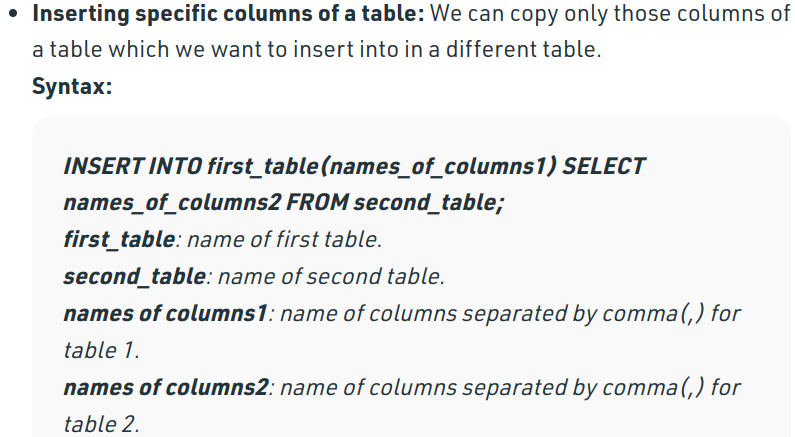 • Inserting specific columns of a table: We can copy only those columns of
a table which we want to insert into in a different table.
Syntax:
INSERT INTO first_table(names_of_columns1) SELECT
names_of_columns2 FROM second_table;
first_table: name of first table.
second_table: name of second table.
names of columns1: name of columns separated by comma(,) for
table 1.
names of columns2: name of columns separated by comma(,) for
table 2.